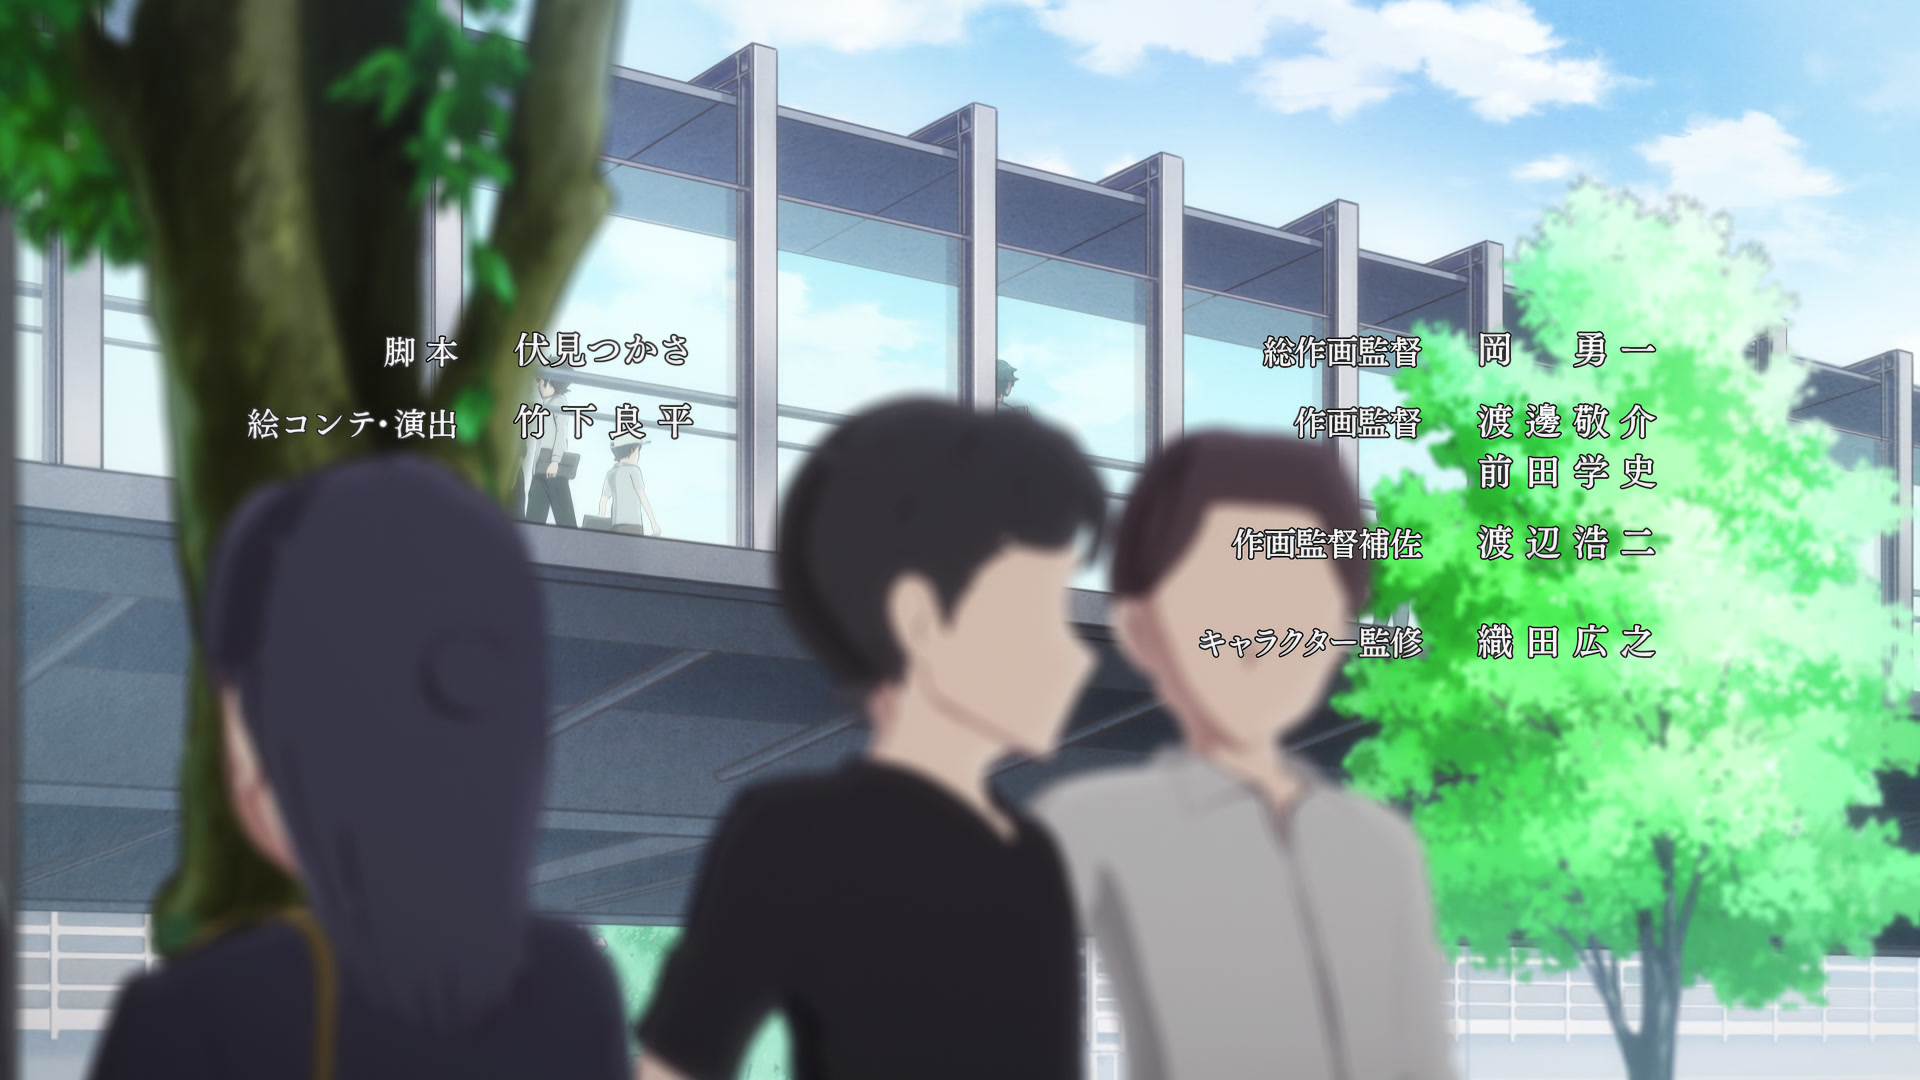 脚本 伏見つかさ
絵コンテ・演出 竹下良平
総作画監督 岡 勇一
作画監督 渡邊敬介
前田学史
作画監督補佐 渡辺浩二
キャラクター監修 織田広之